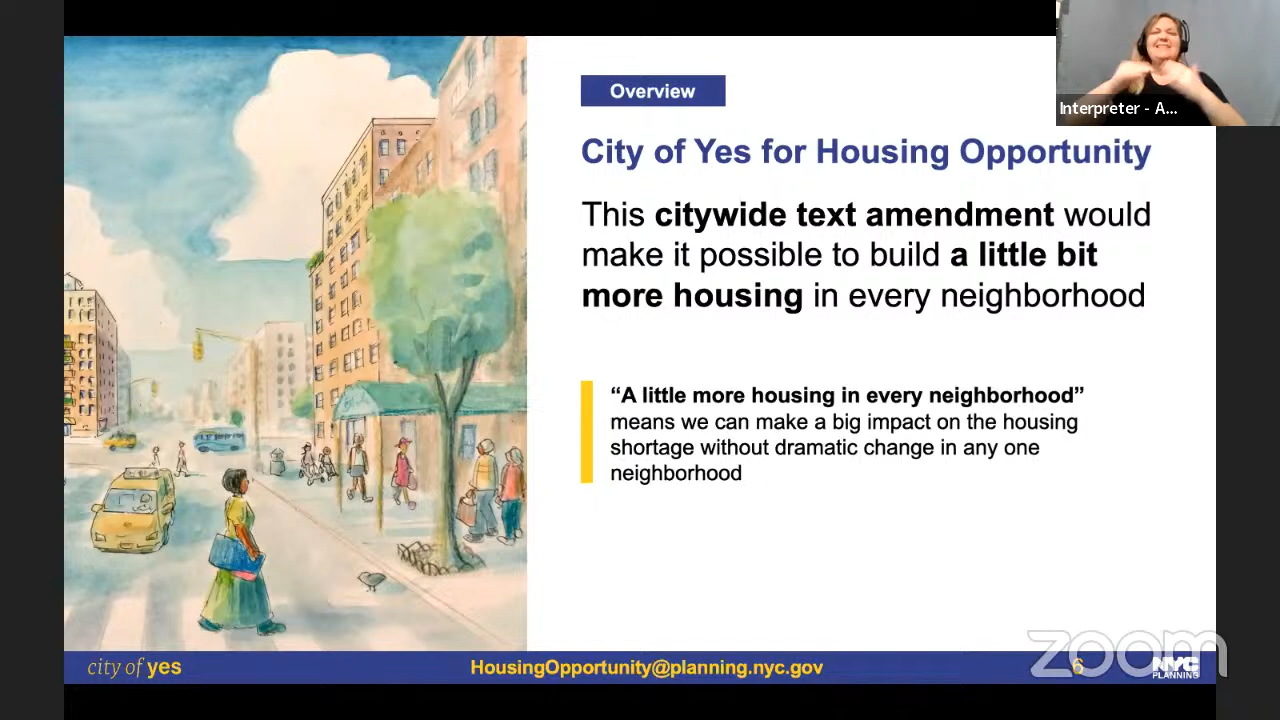 Overview
Interpreter - A...
City of Yes for Housing Opportunity
This citywide text amendment would
make it possible to build a little bit
more housing in every neighborhood
“A little more housing in every neighborhood”
means we can make a big impact on the housing
shortage without dramatic change in any one
neighborhood
city of yes
HousingOpportunity@planning.nyc.gov
6
zoom
NYC
PLANNING